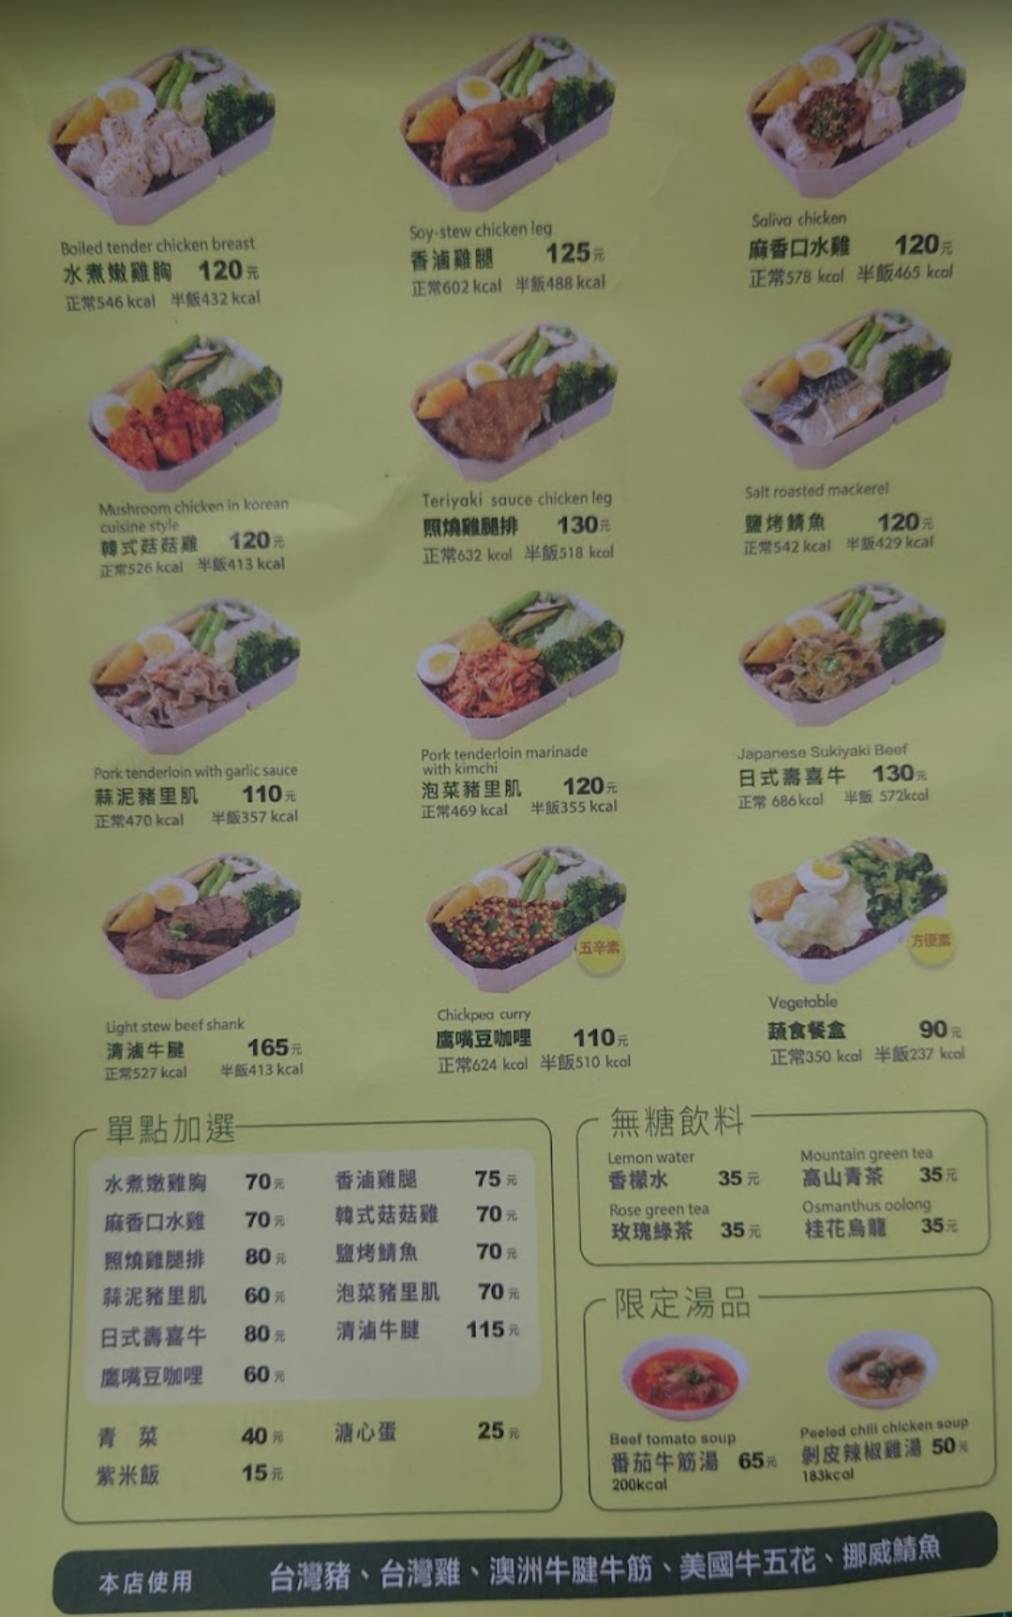 Boiled tender chicken breast
水煮嫩雞胸 120元
正常546 kcal 半飯432 kcal
Soy-stew chicken leg
香滷雞腿 125元
正常602 kcal 半飯488 kcal
Saliva chicken
麻香口水雞 120元
正常578 kcal 半飯465 kcal
Mushroom chicken in korean
cuisine style
韓式菇菇雞 120元
正常526 kcal 半飯413 kcal
Teriyaki sauce chicken leg
照燒雞腿排 130元
正常632 kcal 半飯518 kcal
Salt roasted mackerel
鹽烤鯖魚 120元
正常542 kcal 半飯429 kcal
Pork tenderloin with garlic sauce
蒜泥豬里肌 110元
正常470 kcal 半飯357 kcal
Pork tenderloin marinade
with kimchi
泡菜豬里肌 120元
正常469 kcal 半飯355 kcal
Japanese Sukiyaki Beef
日式壽喜牛 130元
正常 686kcal 半飯 572kcal
Light stew beef shank
清滷牛腱 165元
正常527 kcal 半飯413 kcal
五辛素
Chickpea curry
鷹嘴豆咖哩 110元
正常624 kcal 半飯510 kcal
方便素
Vegetable
蔬食餐盒 90元
正常350 kcal 半飯237 kcal
單點加選
水煮嫩雞胸 70元 香滷雞腿 75元
麻香口水雞 70元 韓式菇菇雞 70元
照燒雞腿排 80元 鹽烤鯖魚 70元
蒜泥豬里肌 60元 泡菜豬里肌 70元
日式壽喜牛 80元 清滷牛腱 115元
鷹嘴豆咖哩 60元
青菜 40元 溏心蛋 25元
紫米飯 15元
無糖飲料
Lemon water
香檬水 35元
Mountain green tea
高山青茶 35元
Rose green tea
玫瑰綠茶 35元
Osmanthus oolong
桂花烏龍 35元
限定湯品
Beef tomato soup
番茄牛筋湯 65元
200kcal
Peeled chili chicken soup
剝皮辣椒雞湯 50元
183kcal
本店使用 台灣豬、台灣雞、澳洲牛腱牛筋、美國牛五花、挪威鯖魚